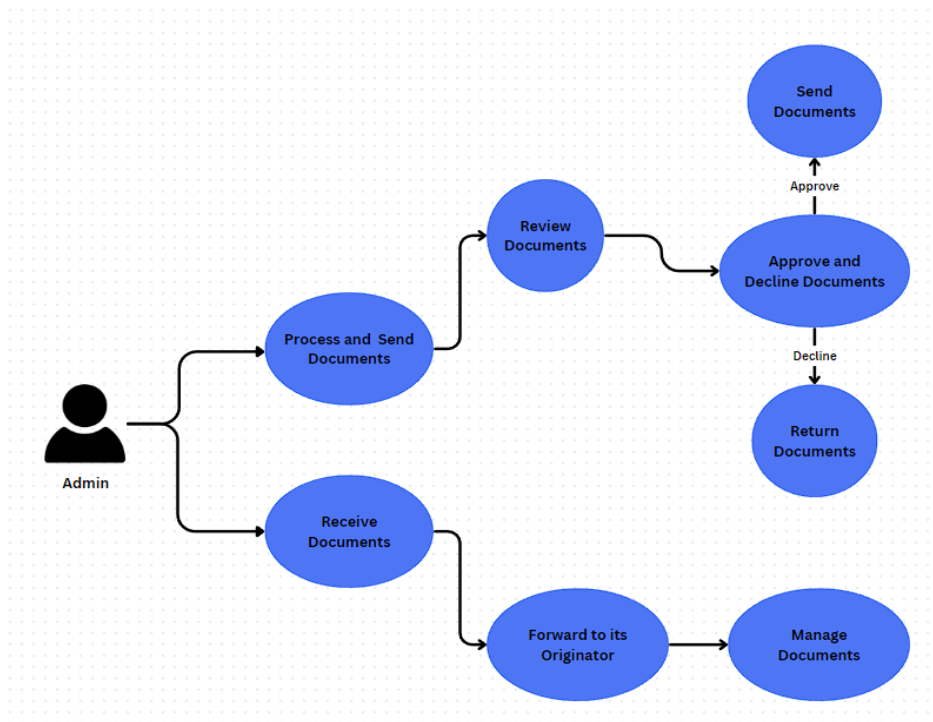 Send
Documents
Approve
Review
Documents
Approve and
Decline Documents
Process and  Send
Documents
Decline
Return
Documents
Admin
Receive
Documents
Forward to its
Originator
Manage
Documents